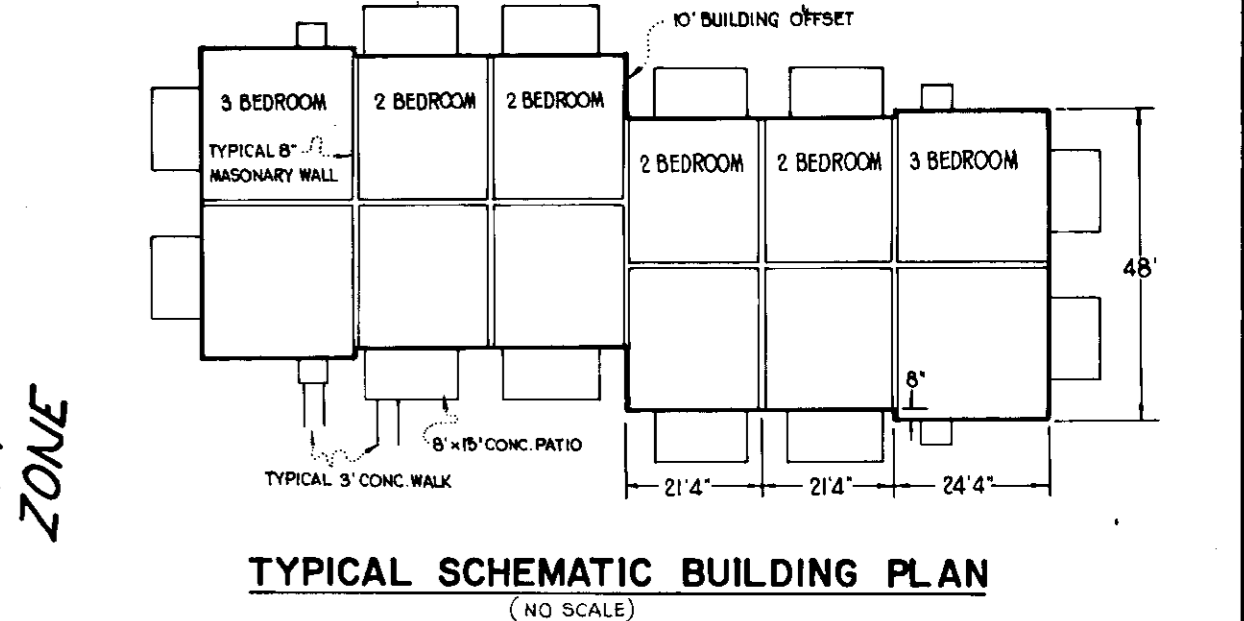 10' BUILDING OFFSET
3 BEDROOM
2 BEDROOM
2 BEDROOM
TYPICAL 8"
MASONARY WALL
2 BEDROOM
2 BEDROOM
3 BEDROOM
48'
8"
8'x15' CONC. PATIO
TYPICAL 3' CONC. WALK
21'4"
21'4"
24'4"
ZONE
TYPICAL SCHEMATIC BUILDING PLAN
(NO SCALE)